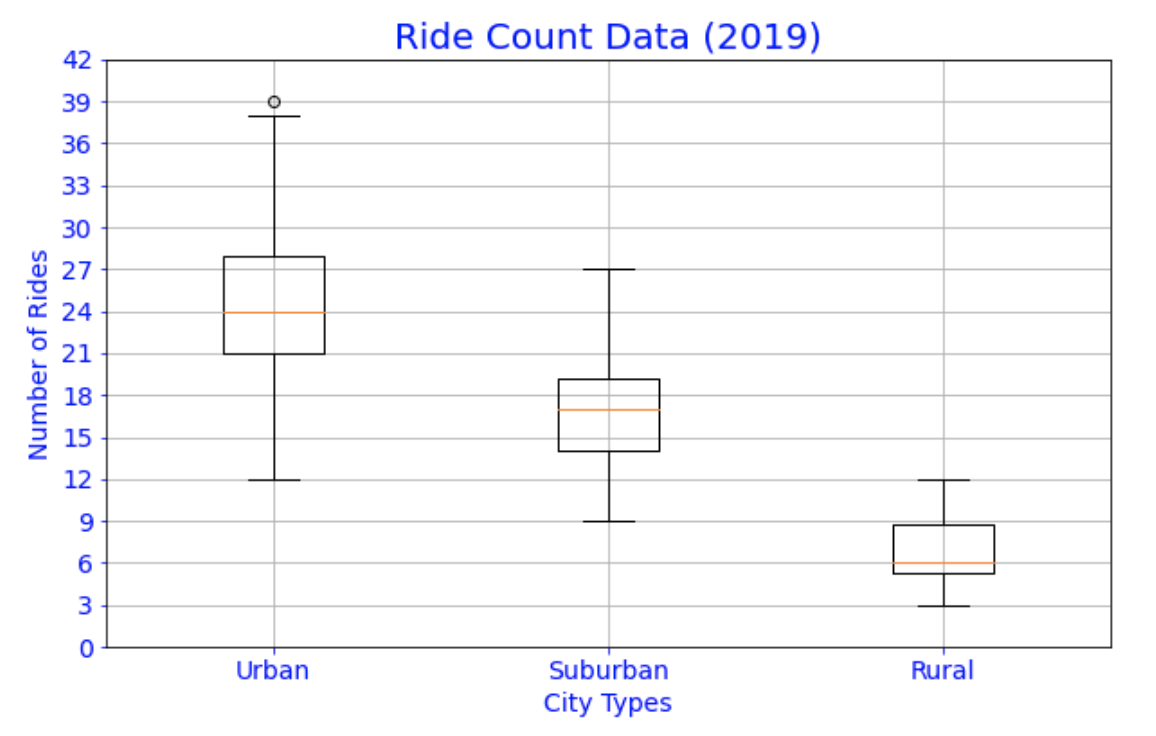 Ride Count Data (2019)
42
39
36
33
30
27
24
21
18
15
12
9
6
3
0
Number of Rides
Urban
Suburban
Rural
City Types